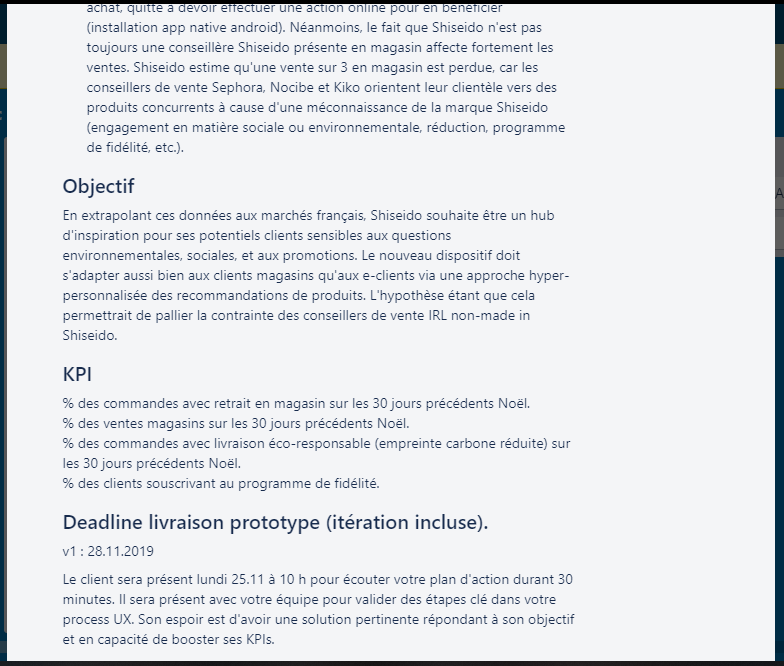 achat, quitte à devoir effectuer une action online pour en bénéficier
(installation app native android). Néanmoins, le fait que Shiseido n'est pas
toujours une conseillère Shiseido présente en magasin affecte fortement les
ventes. Shiseido estime qu'une vente sur 3 en magasin est perdue, car les
conseillers de vente Sephora, Nocibe et Kiko orientent leur clientèle vers des
produits concurrents à cause d'une méconnaissance de la marque Shiseido
(engagement en matière sociale ou environnementale, réduction, programme
de fidélité, etc.).
Objectif
En extrapolant ces données aux marchés français, Shiseido souhaite être un hub
d'inspiration pour ses potentiels clients sensibles aux questions
environnementales, sociales, et aux promotions. Le nouveau dispositif doit
s'adapter aussi bien aux clients magasins qu'aux e-clients via une approche hyper-
personnalisée des recommandations de produits. L'hypothèse étant que cela
permettrait de pallier la contrainte des conseillers de vente IRL non-made in
Shiseido.
KPI
% des commandes avec retrait en magasin sur les 30 jours précédents Noël.
% des ventes magasins sur les 30 jours précédents Noël.
% des commandes avec livraison éco-responsable (empreinte carbone réduite) sur
les 30 jours précédents Noël.
% des clients souscrivant au programme de fidélité.
Deadline livraison prototype (itération incluse).
v1 : 28.11.2019
Le client sera présent lundi 25.11 à 10 h pour écouter votre plan d'action durant 30
minutes. Il sera présent avec votre équipe pour valider des étapes clé dans votre
process UX. Son espoir est d'avoir une solution pertinente répondant à son objectif
et en capacité de booster ses KPIs.